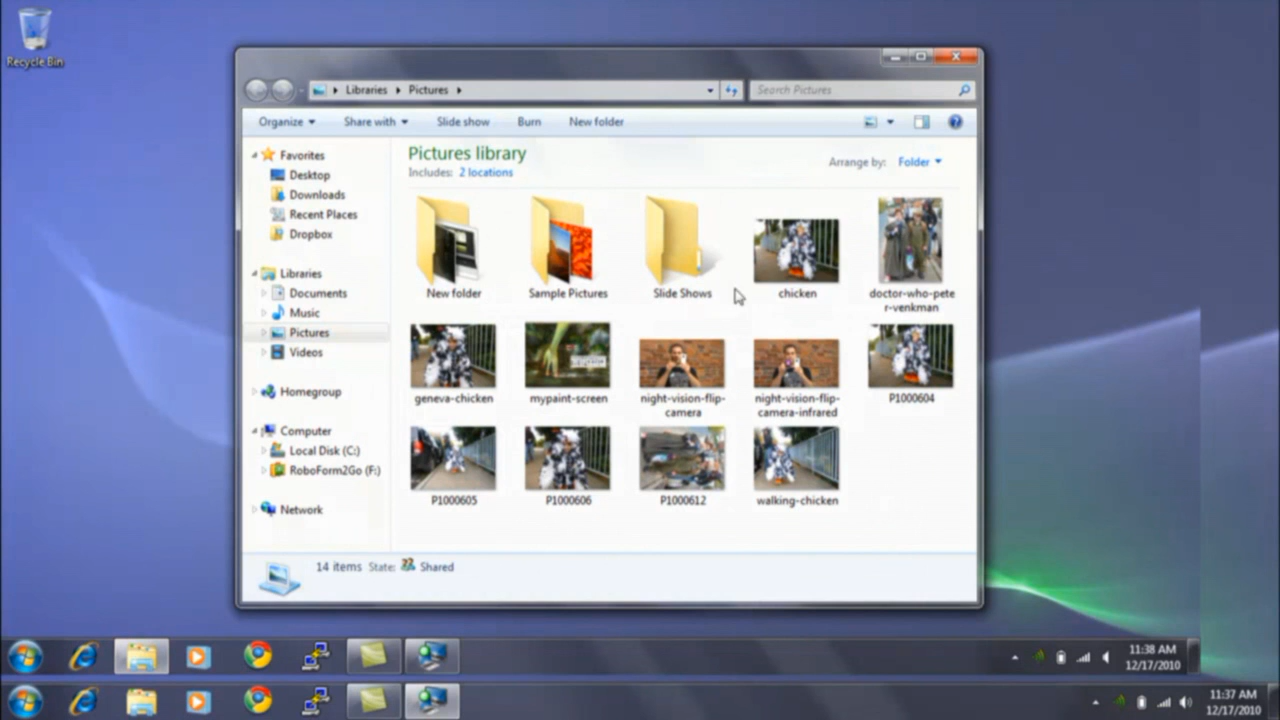 Recycle Bin
Libraries
Pictures
Search Pictures
Organize
Share with
Slide show
Burn
New folder
Favorites
Desktop
Downloads
Recent Places
Dropbox
Libraries
Documents
Music
Pictures
Videos
Homegroup
Computer
Local Disk (C:)
RoboForm2Go (F:)
Network
Pictures library
Includes: 2 locations
Arrange by: Folder
New folder
Sample Pictures
Slide Shows
chicken
doctor-who-pete
r-venkman
geneva-chicken
mypaint-screen
night-vision-flip-
camera
night-vision-flip-
camera-infrared
P1000604
P1000605
P1000606
P1000612
walking-chicken
14 items State: Shared
11:38 AM
12/17/2010
11:37 AM
12/17/2010